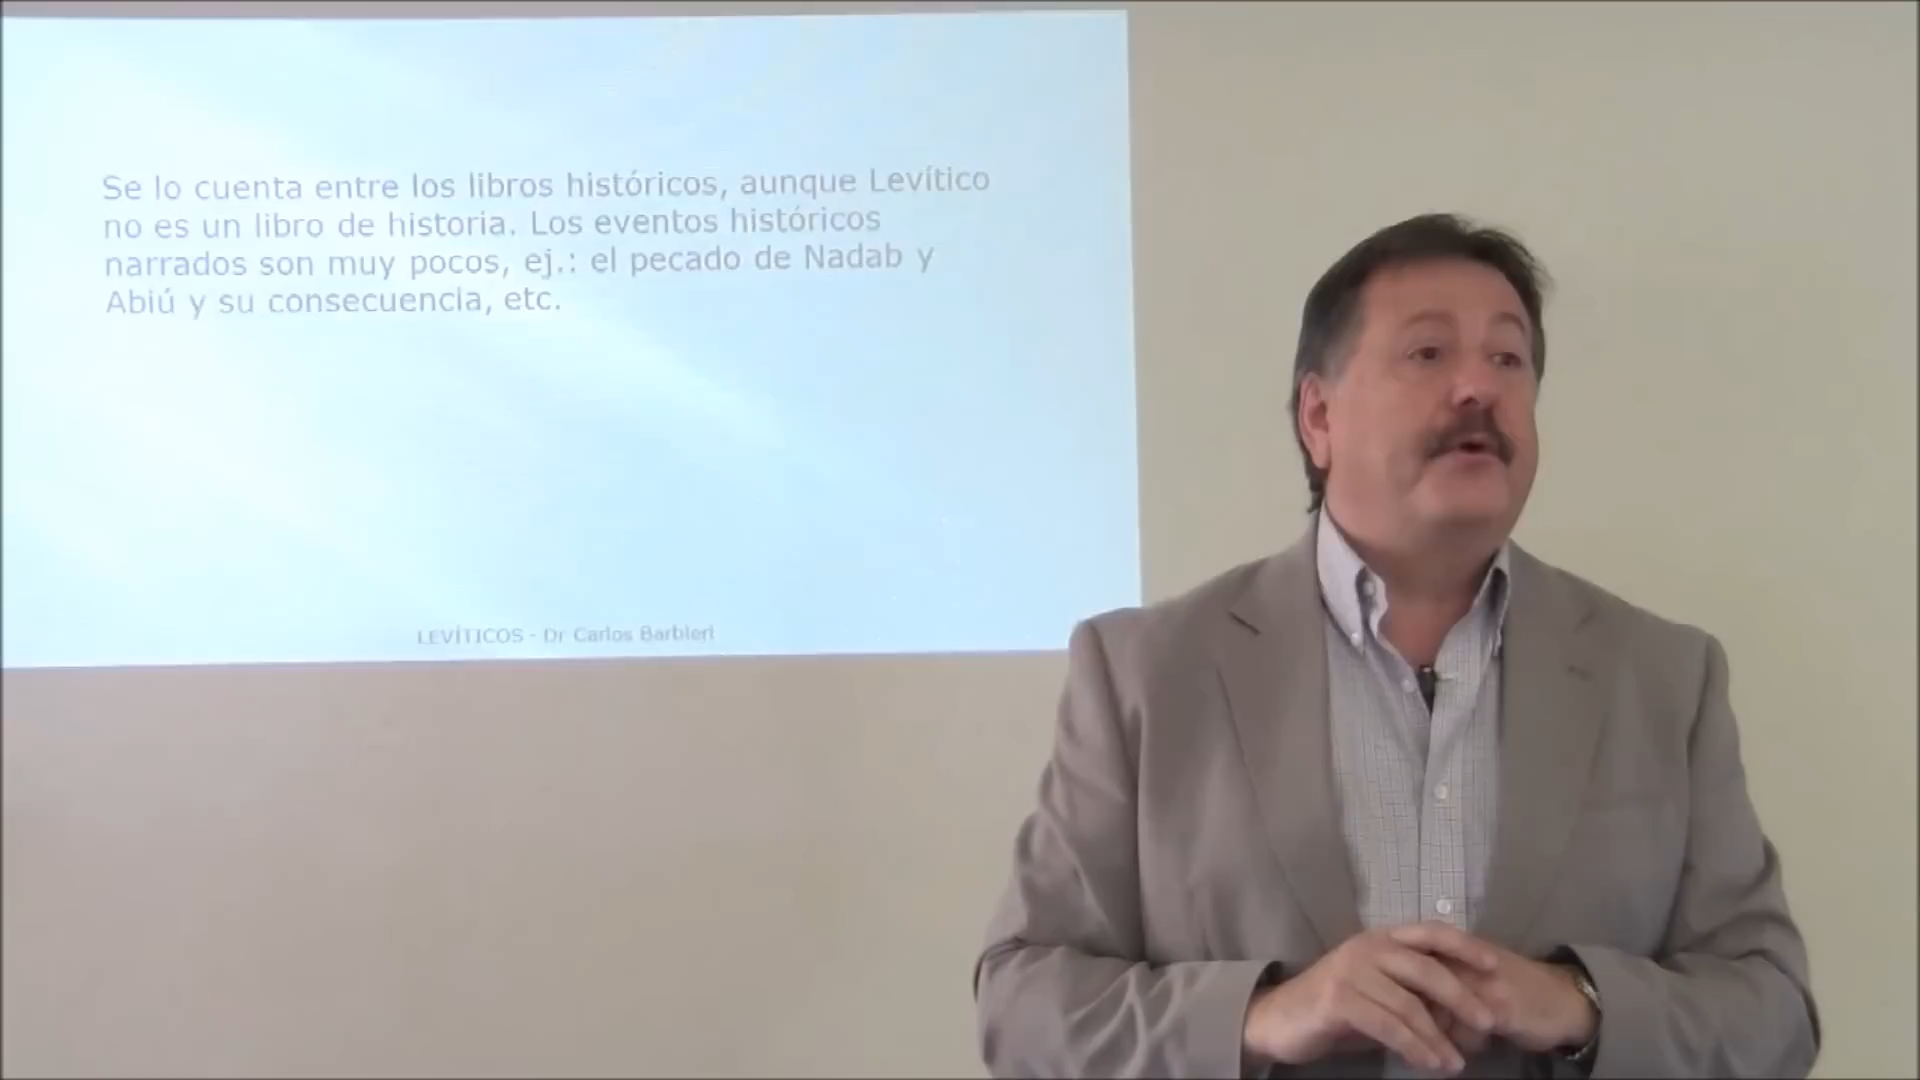 Se lo cuenta entre los libros históricos, aunque Levítico
no es un libro de historia. Los eventos históricos
narrados son muy pocos, ej.: el pecado de Nadab y
Abiú y su consecuencia, etc.
LEVÍTICOS - Dr Carlos Barbieri